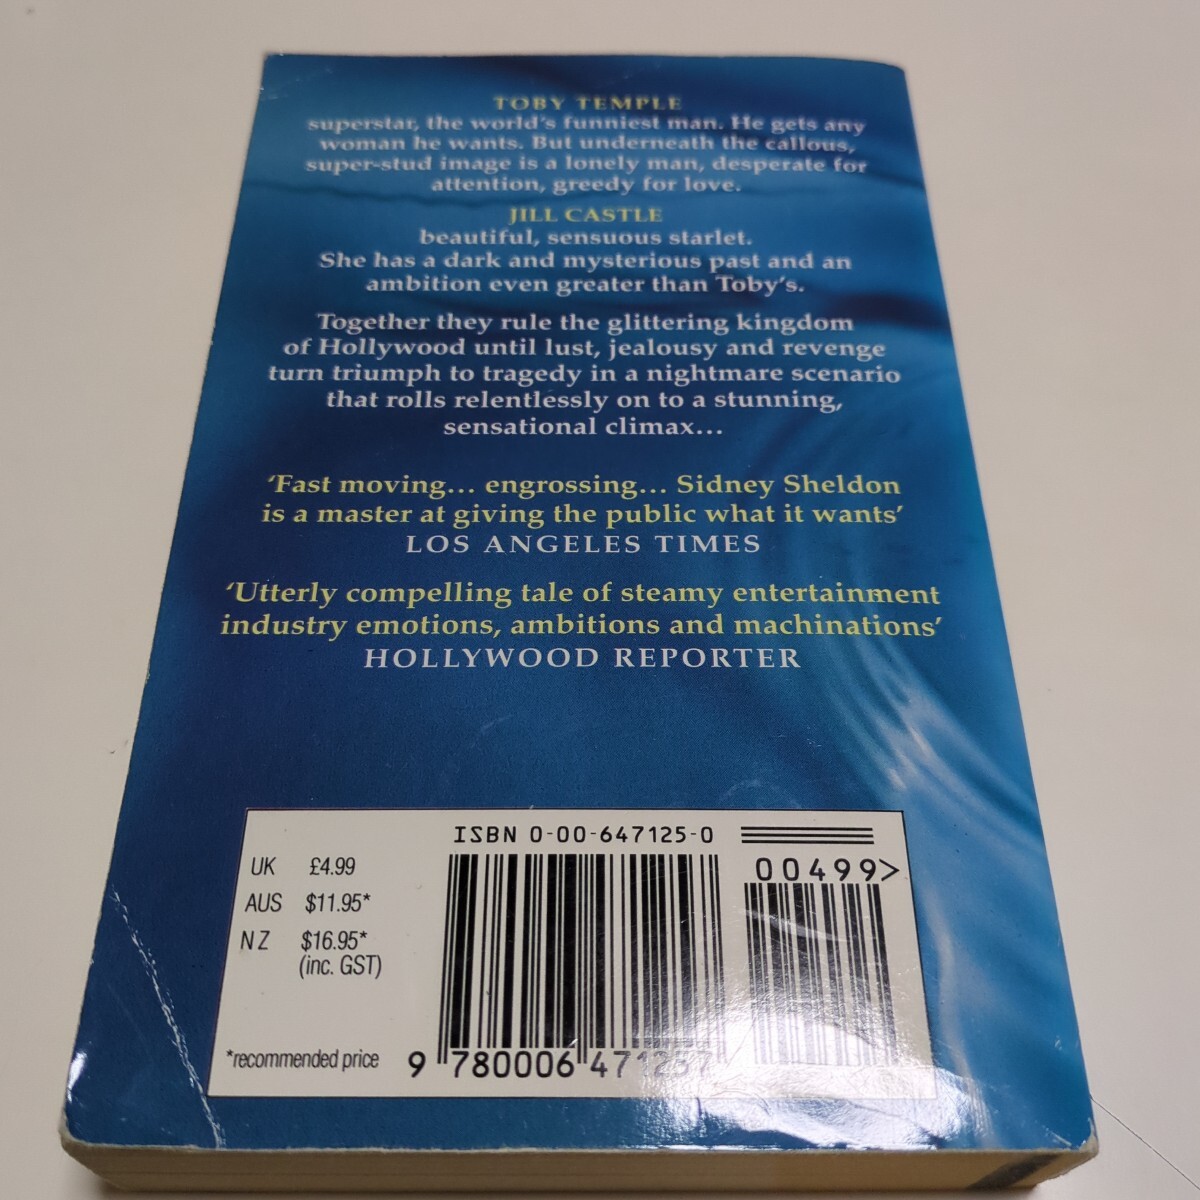 TOBY TEMPLE
superstar, the world's funniest man. He gets any
woman he wants. But underneath the callous,
super-stud image is a lonely man, desperate for
attention, greedy for love.
JILL CASTLE
beautiful, sensuous starlet.
She has a dark and mysterious past and an
ambition even greater than Toby's.
Together they rule the glittering kingdom
of Hollywood until lust, jealousy and revenge
turn triumph to tragedy in a nightmare scenario
that rolls relentlessly on to a stunning,
sensational climax...
'Fast moving... engrossing... Sidney Sheldon
is a master at giving the public what it wants'
LOS ANGELES TIMES
'Utterly compelling tale of steamy entertainment
industry emotions, ambitions and machinations'
HOLLYWOOD REPORTER
ISBN 0-00-647125-0
00499>
UK £4.99
AUS $11.95*
NZ $16.95*
(inc. GST)
*recommended price
9 780006 471257